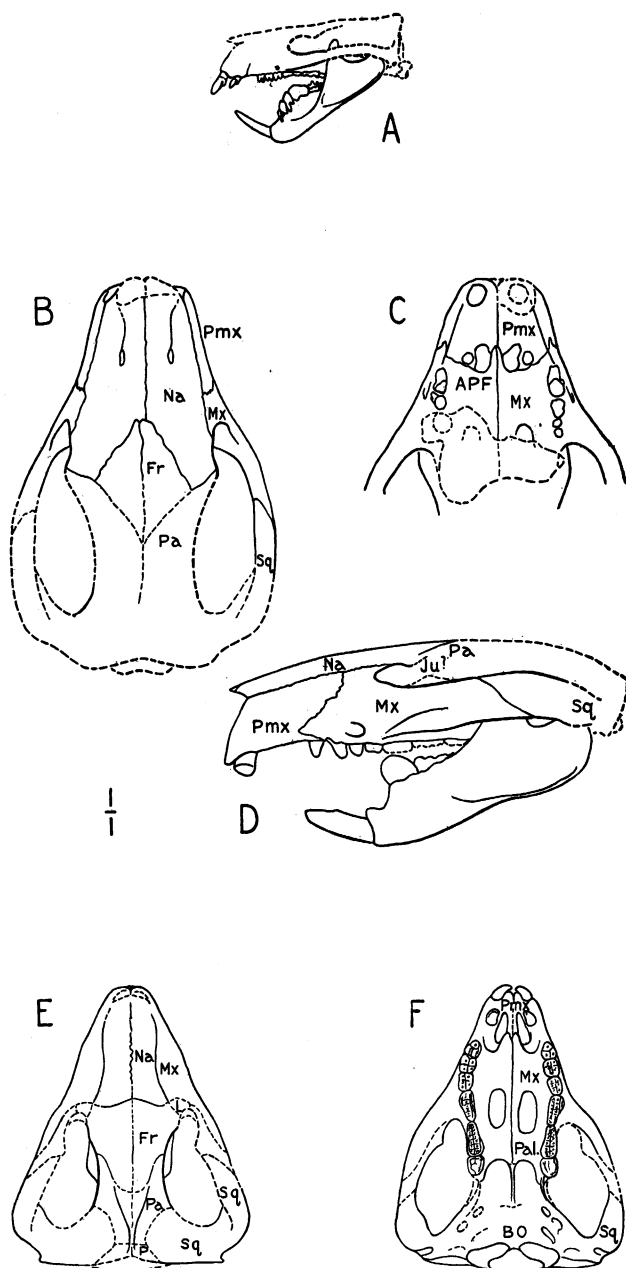 A
B
Pmx
Na
Mx
Fr
Pa
Sq
C
Pmx
APF
Mx
Na
Ju?
Pa
Pmx
Mx
Sq
1/1
D
E
Na
Mx
L
Fr
Sq
Pa
P
Sq
F
Pmx
Mx
Pal.
Sq
BO